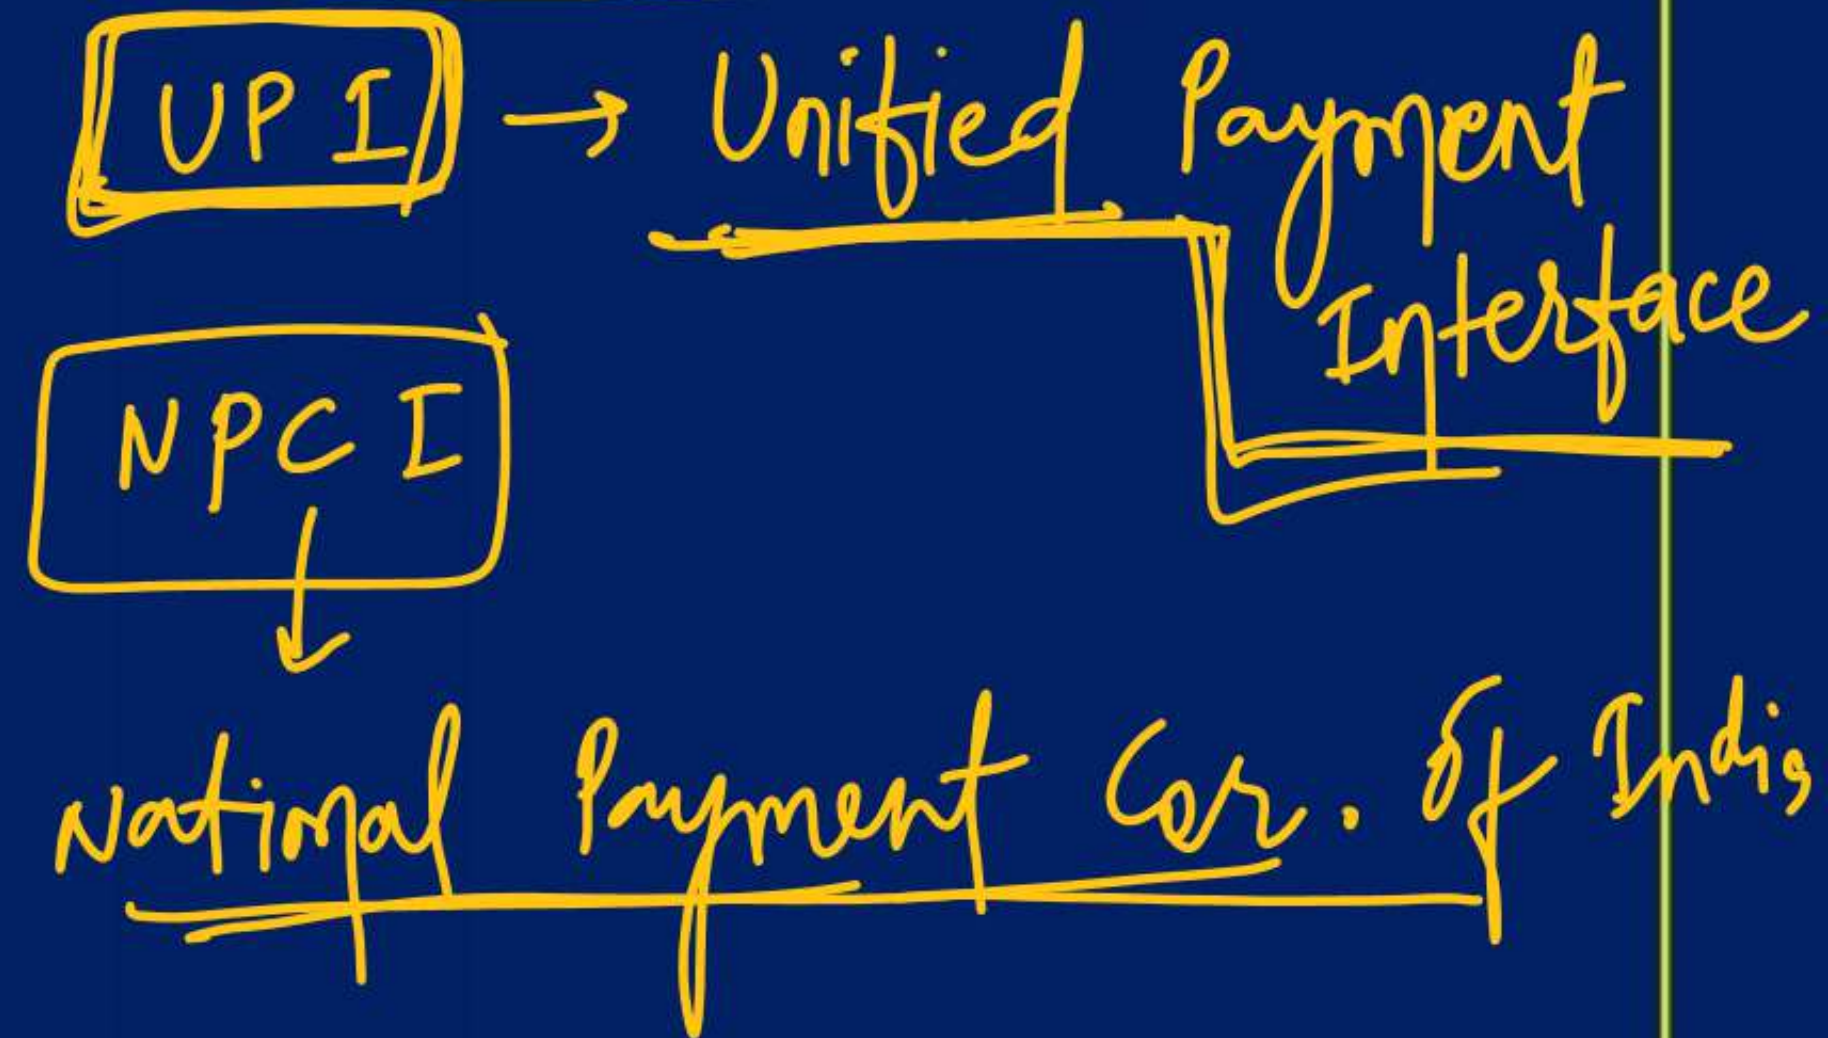 UPI → Unified Payment
Interface
NPCI
↓
National Payment Cor. of India